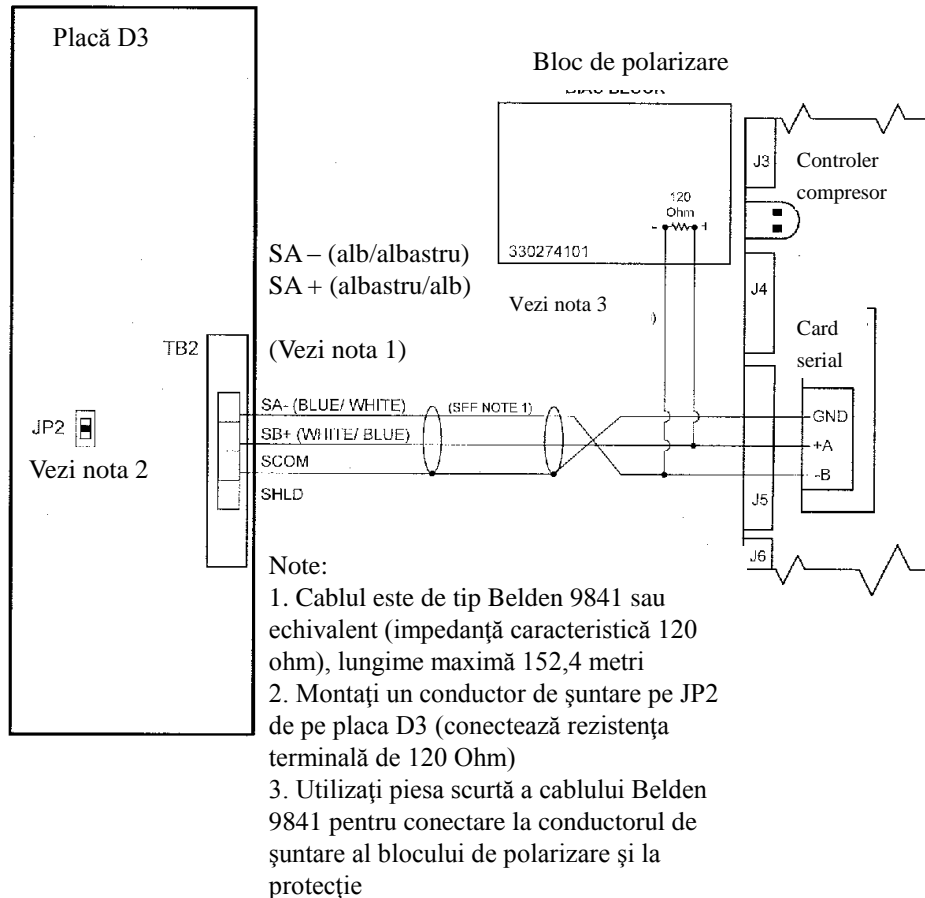 Placă D3
Bloc de polarizare
J3
Controler
compresor
120
Ohm
- +
330274101
SA – (alb/albastru)
SA + (albastru/alb)
Vezi nota 3
J4
)
Card
serial
TB2
(Vezi nota 1)
SA- (BLUE/ WHITE)
(SEE NOTE 1)
GND
JP2
SB+ (WHITE/ BLUE)
+A
Vezi nota 2
SCOM
-B
SHLD
J5
J6
Note:
1. Cablul este de tip Belden 9841 sau
echivalent (impedanţă caracteristică 120
ohm), lungime maximă 152,4 metri
2. Montaţi un conductor de şuntare pe JP2
de pe placa D3 (conectează rezistenţa
terminală de 120 Ohm)
3. Utilizaţi piesa scurtă a cablului Belden
9841 pentru conectare la conductorul de
şuntare al blocului de polarizare şi la
protecţie